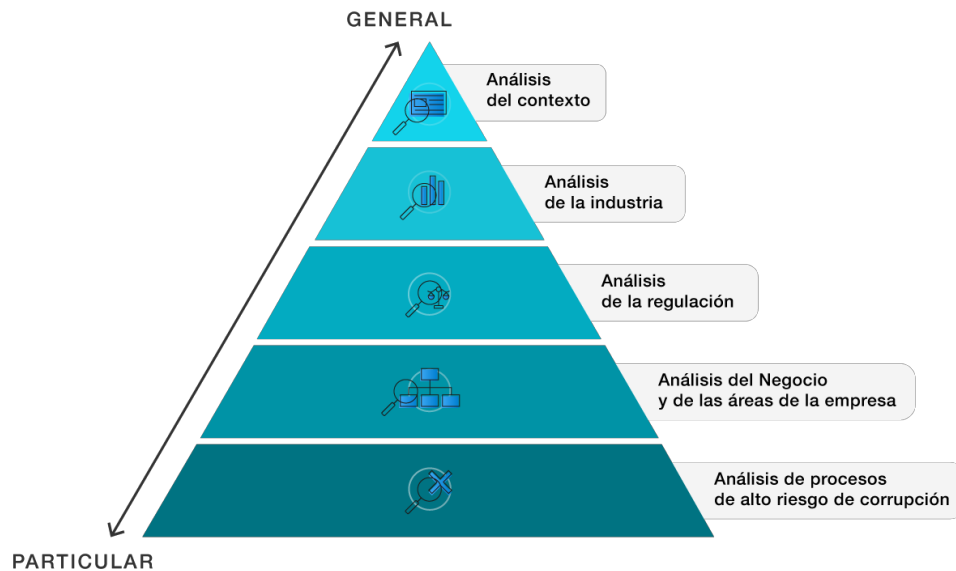 GENERAL
Análisis
del contexto
Análisis
de la industria
Análisis
de la regulación
Análisis del Negocio
y de las áreas de la empresa
Análisis de procesos
de alto riesgo de corrupción
PARTICULAR